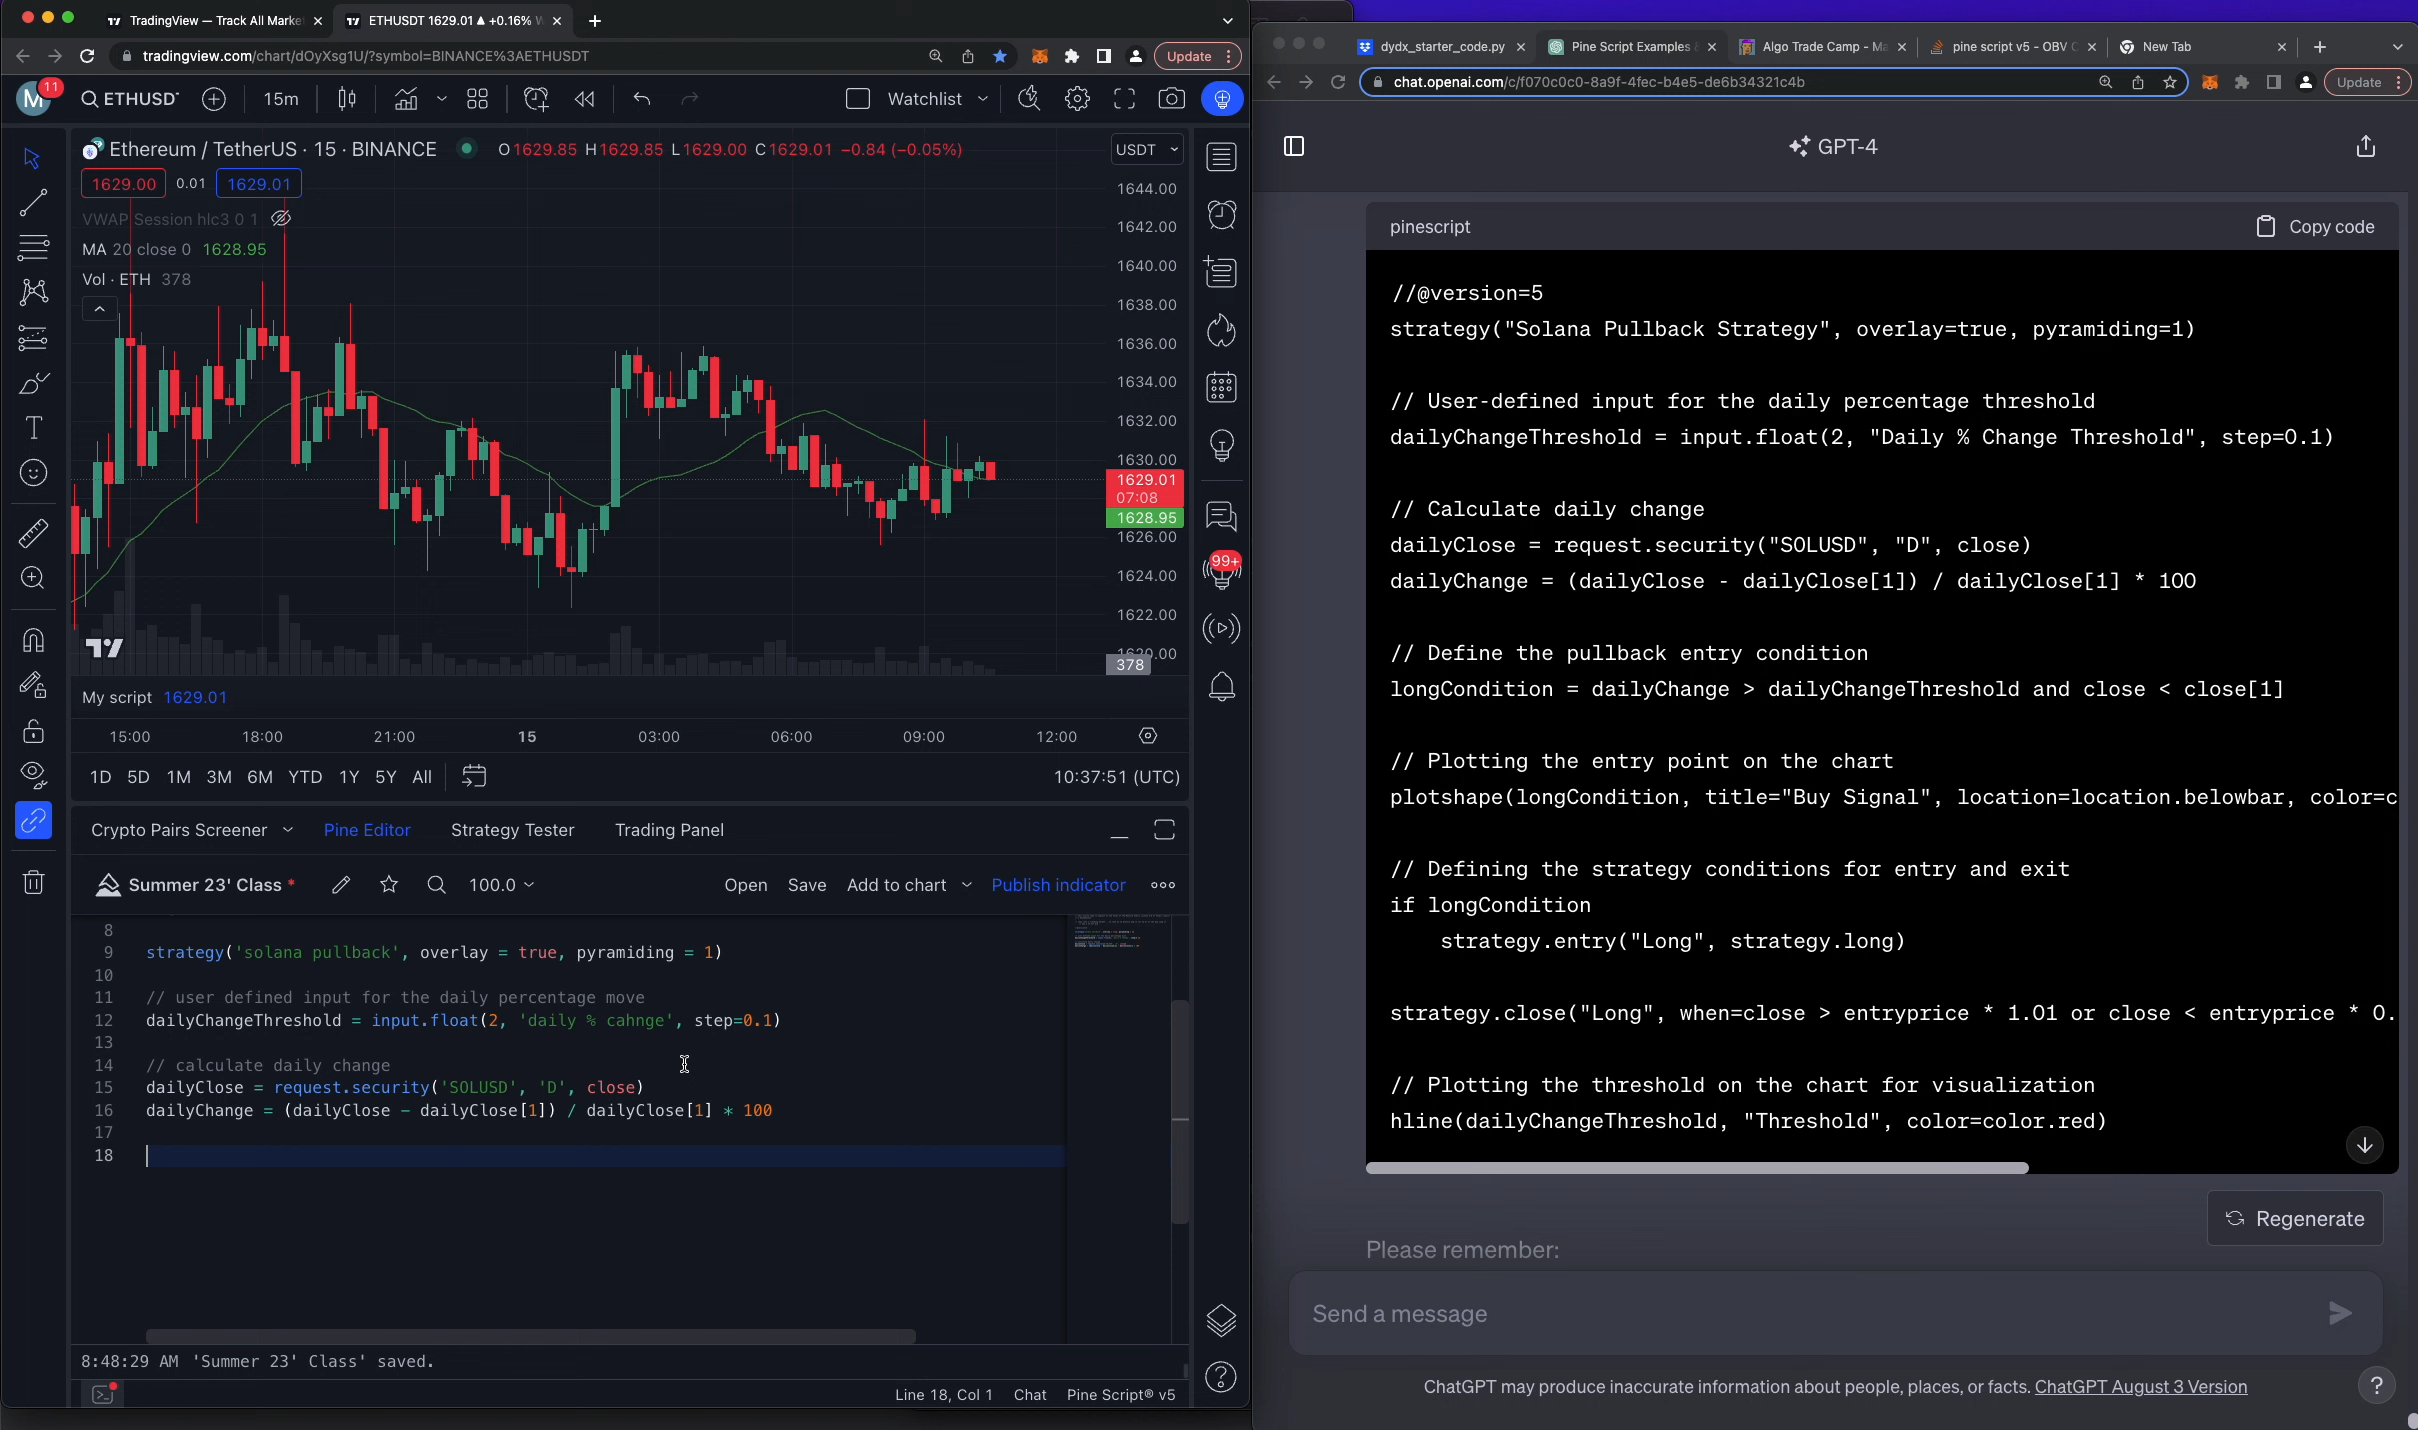 TradingView — Track All Marke
ETHUSDT 1629.01 ▲ +0.16%
tradingview.com/chart/dOyXsg1U/?symbol=BINANCE%3AETHUSDT
Update
M
11
ETHUSD
15m
Watchlist
Ethereum / TetherUS · 15 · BINANCE
O1629.85 H1629.85 L1629.00 C1629.01 −0.84 (−0.05%)
USDT
1629.00
0.01
1629.01
VWAP Session hlc3 0 1
MA 20 close 0 1628.95
Vol · ETH 378
1644.00
1642.00
1640.00
1638.00
1636.00
1634.00
1632.00
1630.00
1629.01
07:08
1628.95
1626.00
1624.00
1622.00
378
99+
My script 1629.01
15:00 18:00 21:00 15 03:00 06:00 09:00 12:00
1D 5D 1M 3M 6M YTD 1Y 5Y All
10:37:51 (UTC)
Crypto Pairs Screener
Pine Editor
Strategy Tester
Trading Panel
Summer 23' Class *
100.0
Open
Save
Add to chart
Publish indicator
8
9 strategy('solana pullback', overlay = true, pyramiding = 1)
10
11 // user defined input for the daily percentage move
12 dailyChangeThreshold = input.float(2, 'daily % cahnge', step=0.1)
13
14 // calculate daily change
15 dailyClose = request.security('SOLUSD', 'D', close)
16 dailyChange = (dailyClose − dailyClose[1]) / dailyClose[1] * 100
17
18
8:48:29 AM 'Summer 23' Class' saved.
Line 18, Col 1
Chat
Pine Script® v5
dydx_starter_code.py
Pine Script Examples
Algo Trade Camp - Ma
pine script v5 - OBV C
New Tab
chat.openai.com/c/f070c0c0-8a9f-4fec-b4e5-de6b34321c4b
Update
GPT-4
pinescript
Copy code
//@version=5
strategy("Solana Pullback Strategy", overlay=true, pyramiding=1)
// User-defined input for the daily percentage threshold
dailyChangeThreshold = input.float(2, "Daily % Change Threshold", step=0.1)
// Calculate daily change
dailyClose = request.security("SOLUSD", "D", close)
dailyChange = (dailyClose - dailyClose[1]) / dailyClose[1] * 100
// Define the pullback entry condition
longCondition = dailyChange > dailyChangeThreshold and close < close[1]
// Plotting the entry point on the chart
plotshape(longCondition, title="Buy Signal", location=location.belowbar, color=c
// Defining the strategy conditions for entry and exit
if longCondition
strategy.entry("Long", strategy.long)
strategy.close("Long", when=close > entryprice * 1.01 or close < entryprice * 0.
// Plotting the threshold on the chart for visualization
hline(dailyChangeThreshold, "Threshold", color=color.red)
Regenerate
Please remember:
Send a message
ChatGPT may produce inaccurate information about people, places, or facts. ChatGPT August 3 Version
?